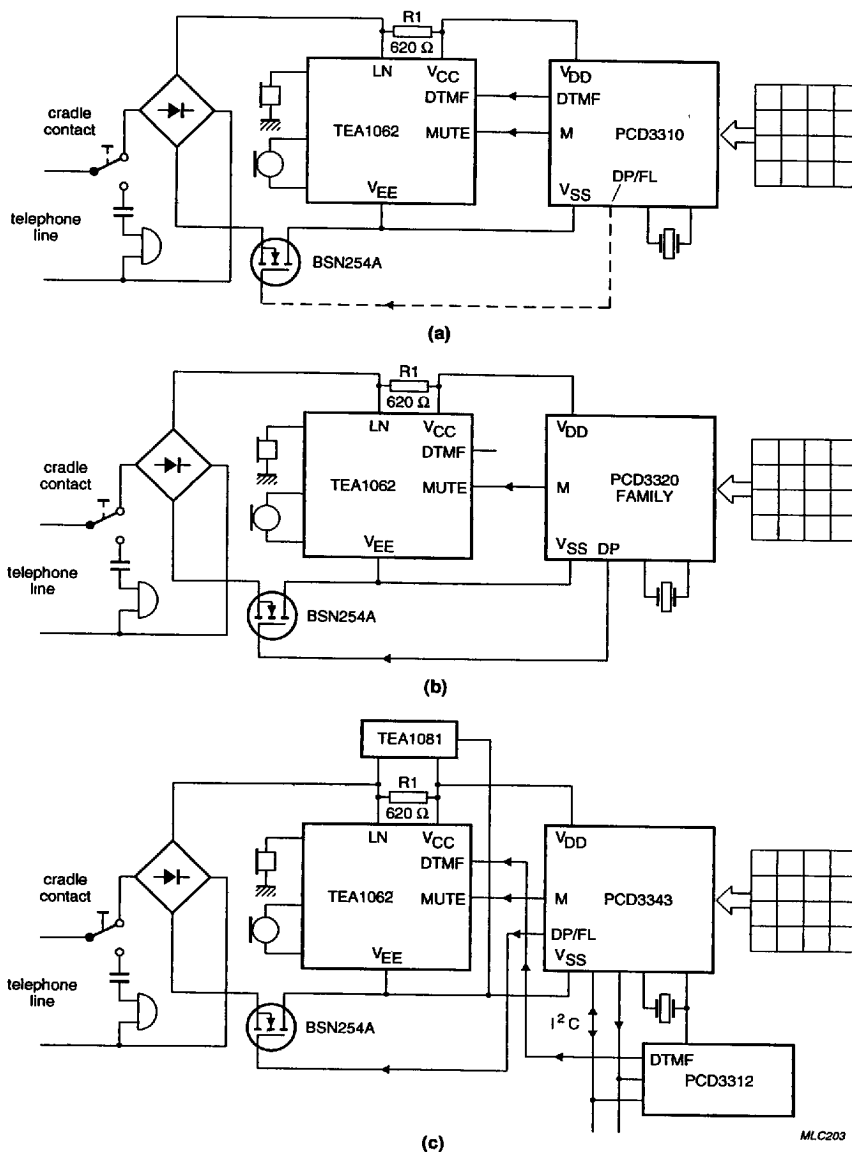 R1
620 Ω
LN
VCC
VDD
DTMF
DTMF
cradle
contact
TEA1062
PCD3310
MUTE
M
DP/FL
VEE
VSS
telephone
line
BSN254A
(a)
R1
620 Ω
LN
VCC
VDD
DTMF
cradle
contact
TEA1062
MUTE
M
PCD3320
FAMILY
VEE
VSS
DP
telephone
line
BSN254A
(b)
TEA1081
R1
620 Ω
LN
VCC
VDD
DTMF
cradle
contact
TEA1062
MUTE
M
PCD3343
DP/FL
VEE
VSS
telephone
line
BSN254A
I²C
DTMF
PCD3312
(c)
MLC203